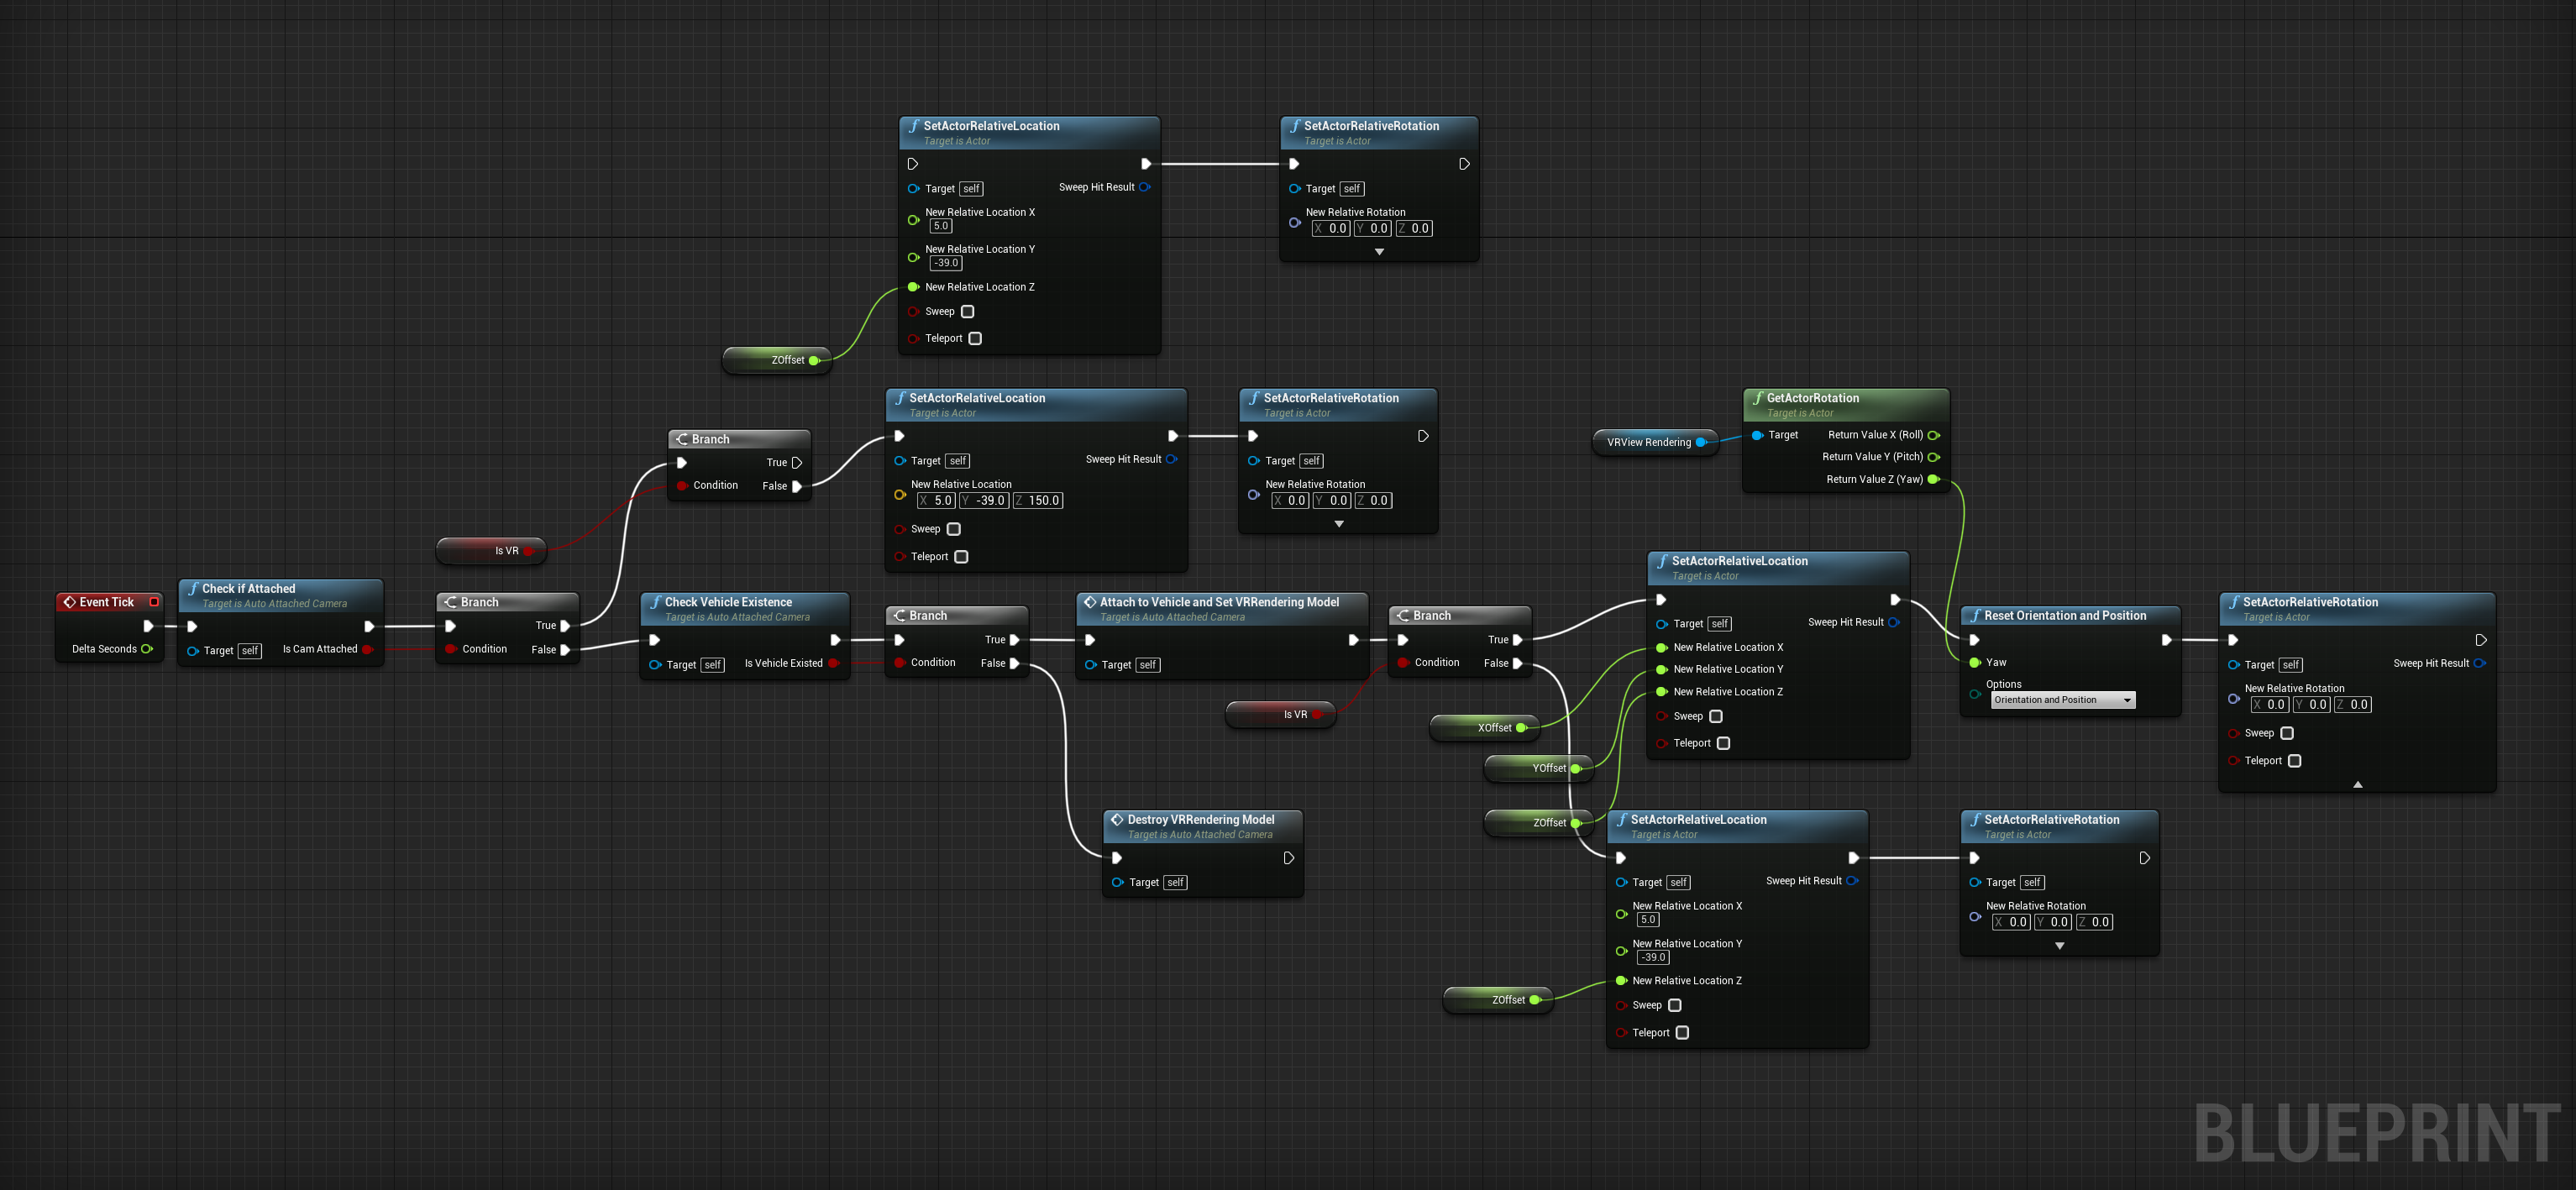 SetActorRelativeLocation
Target is Actor
Target self
Sweep Hit Result
New Relative Location X
5.0
New Relative Location Y
-39.0
New Relative Location Z
Sweep
Teleport
SetActorRelativeRotation
Target is Actor
Target self
New Relative Rotation
X 0.0 Y 0.0 Z 0.0
ZOffset
SetActorRelativeLocation
Target is Actor
Target self
Sweep Hit Result
New Relative Location
X 5.0 Y -39.0 Z 150.0
Sweep
Teleport
SetActorRelativeRotation
Target is Actor
Target self
New Relative Rotation
X 0.0 Y 0.0 Z 0.0
VRView Rendering
GetActorRotation
Target is Actor
Target
Return Value X (Roll)
Return Value Y (Pitch)
Return Value Z (Yaw)
Branch
True
Condition
False
Is VR
Event Tick
Delta Seconds
Check if Attached
Target is Auto Attached Camera
Target self
Is Cam Attached
Branch
True
Condition
False
Check Vehicle Existence
Target is Auto Attached Camera
Target self
Is Vehicle Existed
Branch
True
Condition
False
Attach to Vehicle and Set VRRendering Model
Target is Auto Attached Camera
Target self
Is VR
Branch
True
Condition
False
XOffset
YOffset
ZOffset
SetActorRelativeLocation
Target is Actor
Target self
Sweep Hit Result
New Relative Location X
New Relative Location Y
New Relative Location Z
Sweep
Teleport
Reset Orientation and Position
Yaw
Options
Orientation and Position
SetActorRelativeRotation
Target is Actor
Target self
Sweep Hit Result
New Relative Rotation
X 0.0 Y 0.0 Z 0.0
Sweep
Teleport
Destroy VRRendering Model
Target is Auto Attached Camera
Target self
SetActorRelativeLocation
Target is Actor
Target self
Sweep Hit Result
New Relative Location X
5.0
New Relative Location Y
-39.0
New Relative Location Z
Sweep
Teleport
ZOffset
SetActorRelativeRotation
Target is Actor
Target self
New Relative Rotation
X 0.0 Y 0.0 Z 0.0
BLUEPRINT